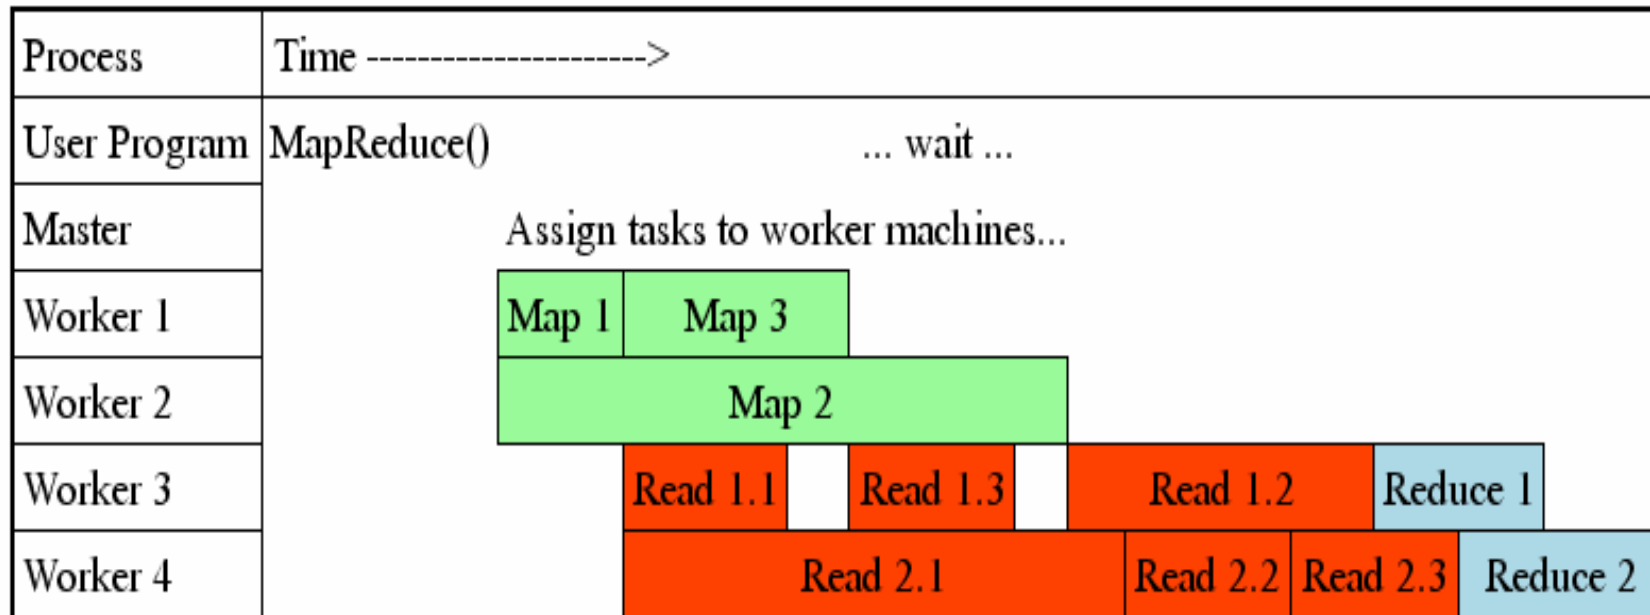 Process Time ---------------------->
User Program MapReduce() ... wait ...
Master Assign tasks to worker machines...
Worker 1 Map 1 Map 3
Worker 2 Map 2
Worker 3 Read 1.1 Read 1.3 Read 1.2 Reduce 1
Worker 4 Read 2.1 Read 2.2 Read 2.3 Reduce 2